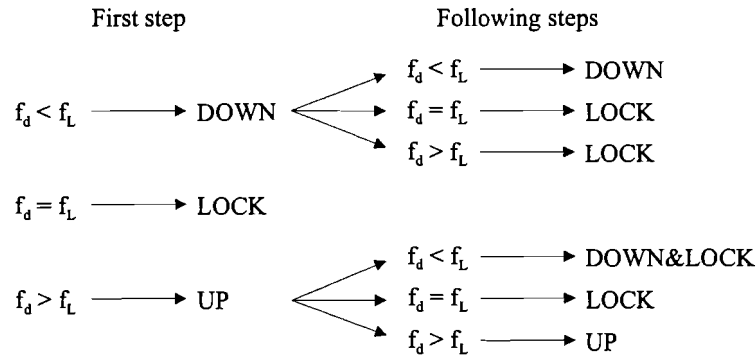 First step Following steps
f_d < f_L DOWN
f_d < f_L DOWN
f_d = f_L LOCK
f_d > f_L LOCK
f_d = f_L LOCK
f_d > f_L UP
f_d < f_L DOWN&LOCK
f_d = f_L LOCK
f_d > f_L UP